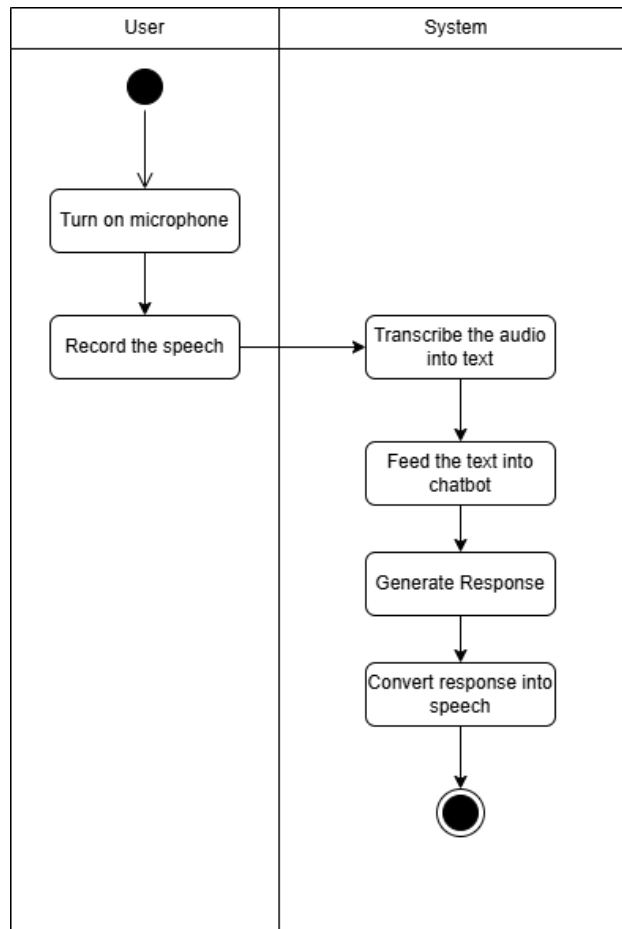 User
System
Turn on microphone
Record the speech
Transcribe the audio
into text
Feed the text into
chatbot
Generate Response
Convert response into
speech